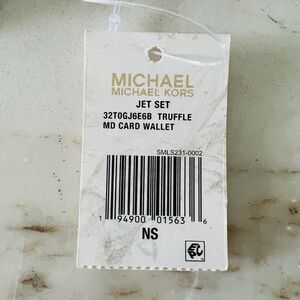 MICHAEL
MICHAEL KORS
JET SET
32T0GJ6E6B TRUFFLE
MD CARD WALLET
SMLS231-0002
1 94900 01563 6
NS